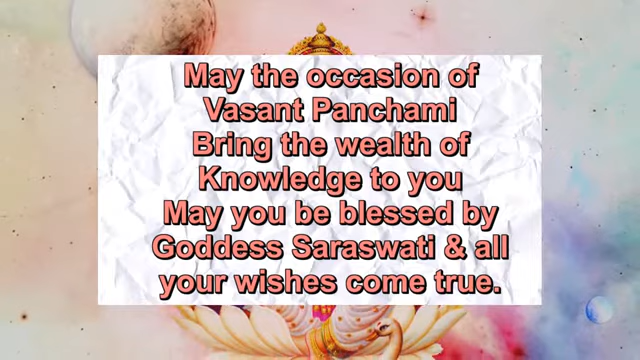 May the occasion of
Vasant Panchami
Bring the wealth of
Knowledge to you
May you be blessed by
Goddess Saraswati & all
your wishes come true.